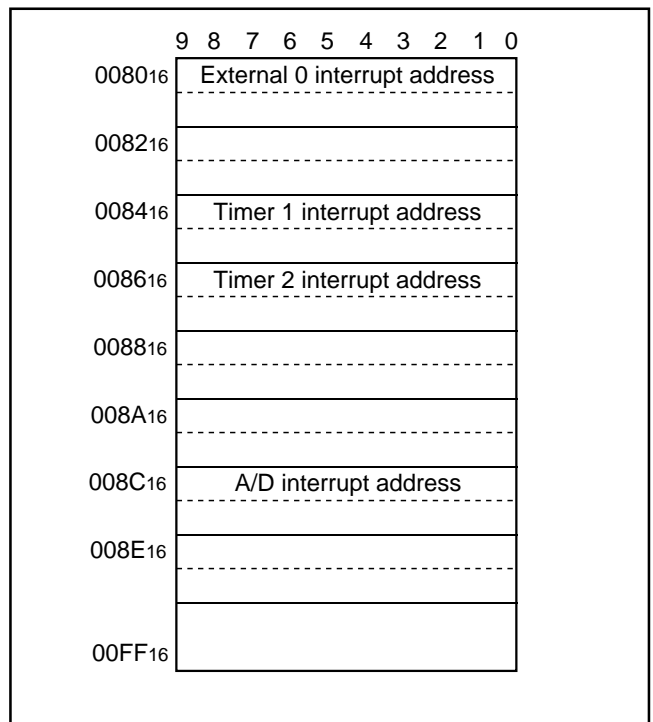 9 8 7 6 5 4 3 2 1 0
008016 External 0 interrupt address
008216
008416 Timer 1 interrupt address
008616 Timer 2 interrupt address
008816
008A16
008C16 A/D interrupt address
008E16
00FF16